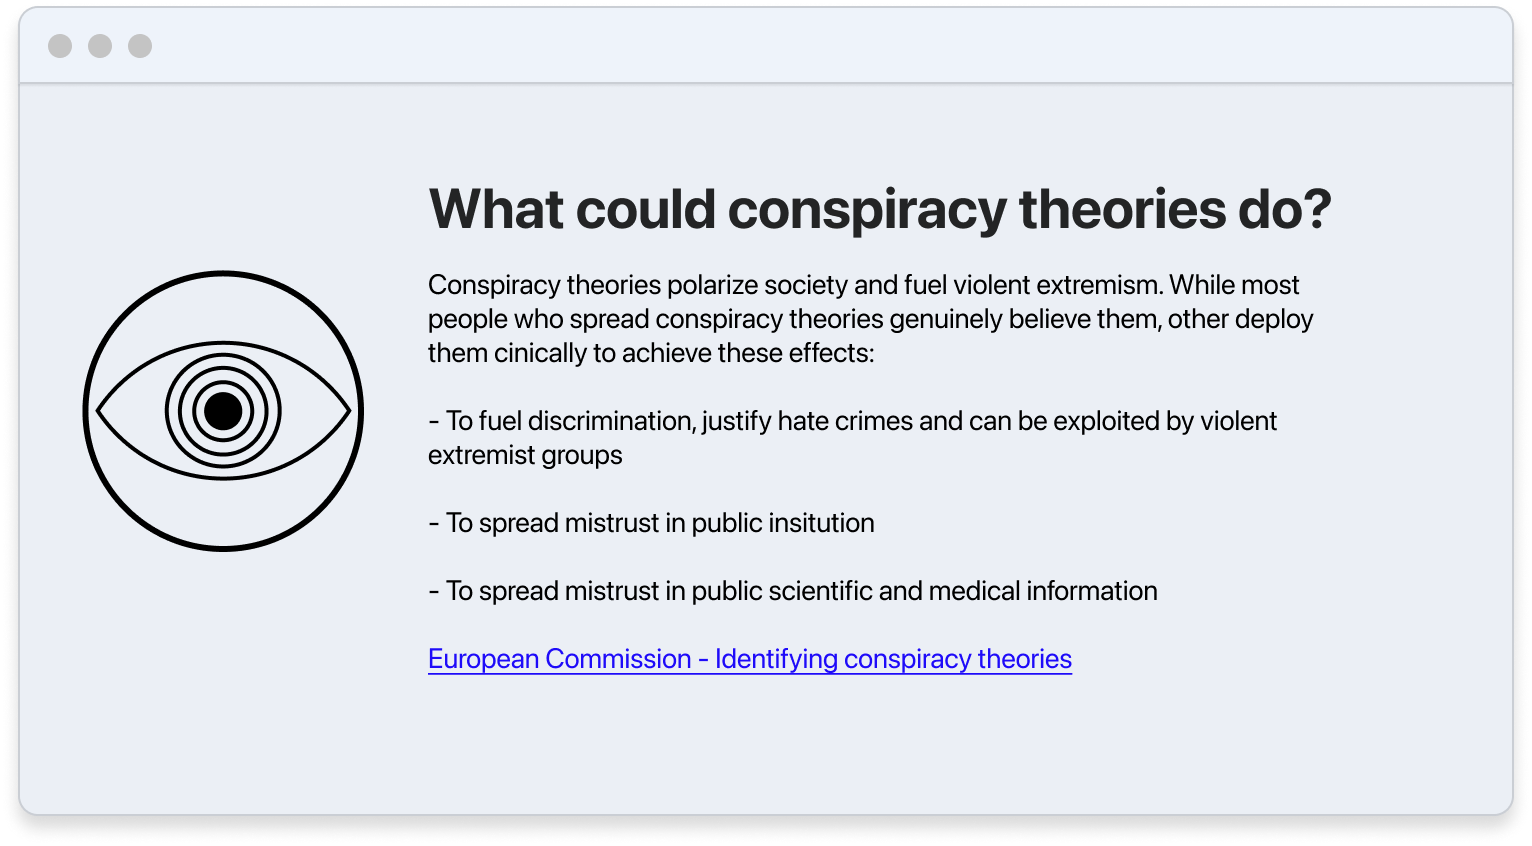 What could conspiracy theories do?
Conspiracy theories polarize society and fuel violent extremism. While most
people who spread conspiracy theories genuinely believe them, other deploy
them cinically to achieve these effects:
- To fuel discrimination, justify hate crimes and can be exploited by violent
extremist groups
- To spread mistrust in public insitution
- To spread mistrust in public scientific and medical information
European Commission - Identifying conspiracy theories